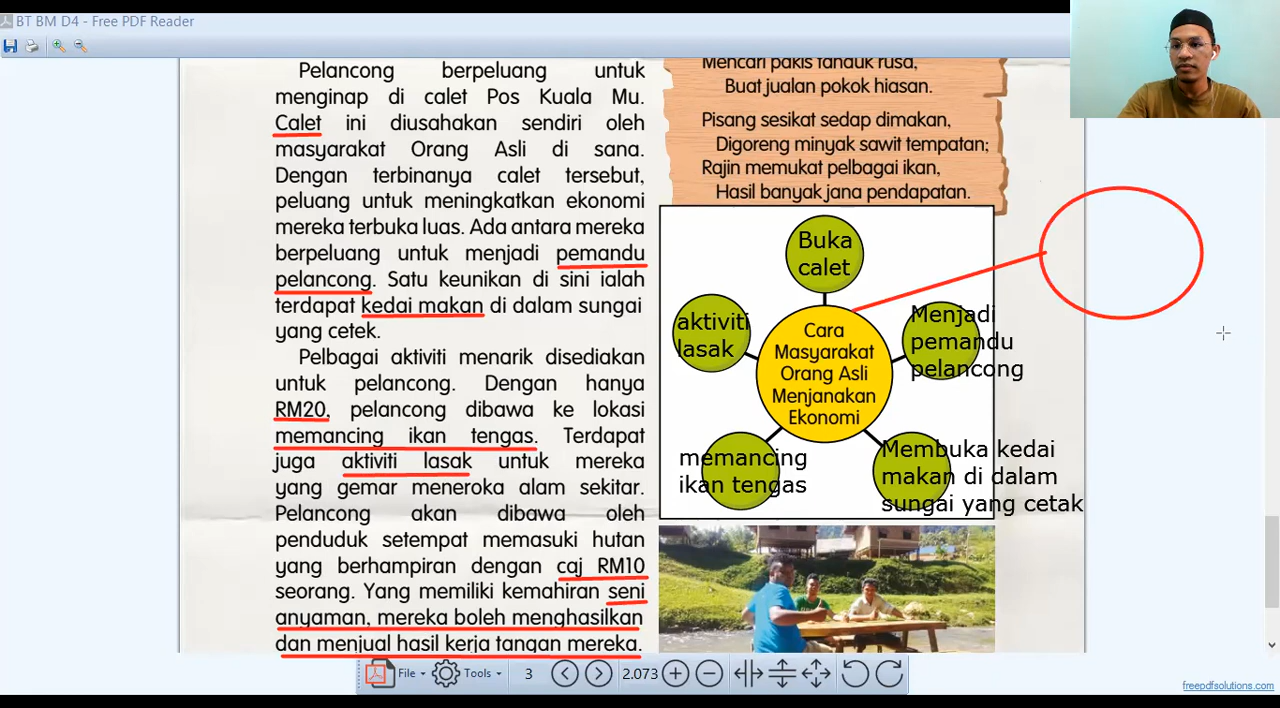 BT BM D4 - Free PDF Reader
Pelancong berpeluang untuk
menginap di calet Pos Kuala Mu.
Calet ini diusahakan sendiri oleh
masyarakat Orang Asli di sana.
Dengan terbinanya calet tersebut,
peluang untuk meningkatkan ekonomi
mereka terbuka luas. Ada antara mereka
berpeluang untuk menjadi pemandu
pelancong. Satu keunikan di sini ialah
terdapat kedai makan di dalam sungai
yang cetek.
Pelbagai aktiviti menarik disediakan
untuk pelancong. Dengan hanya
RM20, pelancong dibawa ke lokasi
memancing ikan tengas. Terdapat
juga aktiviti lasak untuk mereka
yang gemar meneroka alam sekitar.
Pelancong akan dibawa oleh
penduduk setempat memasuki hutan
yang berhampiran dengan caj RM10
seorang. Yang memiliki kemahiran seni
anyaman, mereka boleh menghasilkan
dan menjual hasil kerja tangan mereka.
Mencari pakis tanduk rusa,
Buat jualan pokok hiasan.
Pisang sesikat sedap dimakan,
Digoreng minyak sawit tempatan;
Rajin memukat pelbagai ikan,
Hasil banyak jana pendapatan.
Buka
calet
aktiviti
lasak
Cara
Masyarakat
Orang Asli
Menjanakan
Ekonomi
Menjadi
pemandu
pelancong
memancing
ikan tengas
Membuka kedai
makan di dalam
sungai yang cetak
File
Tools
3
2.073
freepdfsolutions.com